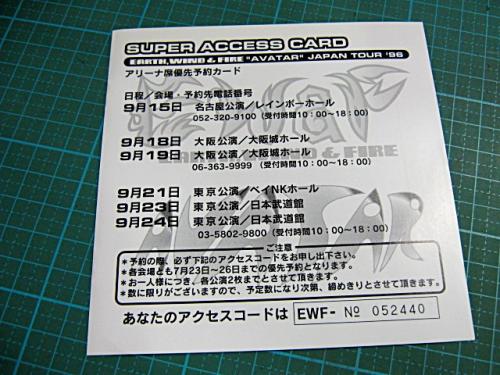 SUPER ACCESS CARD
EARTH, WIND & FIRE "AVATAR" JAPAN TOUR '96
アリーナ席優先予約カード
日程／会場・予約先電話番号
9月15日 名古屋公演／レインボーホール
052-320-9100（受付時間10：00〜18：00）
9月18日 大阪公演／大阪城ホール
9月19日 大阪公演／大阪城ホール
06-363-9999（受付時間10：00〜18：00）
EARTH, WIND & FIRE
9月21日 東京公演／ベイNKホール
9月23日 東京公演／日本武道館
9月24日 東京公演／日本武道館
03-5802-9800（受付時間10：00〜18：00）
AVATAR
ご注意
＊予約の際、必ず下記のアクセスコードをお申し出下さい。
＊各会場とも7月23日〜26日までの優先予約となります。
＊お一人様につき、各公演2枚までとさせて頂きます。
＊数に限りがございますので、予定数になり次第、締めきりとさせて頂きます。
あなたのアクセスコードは EWF- № 052440